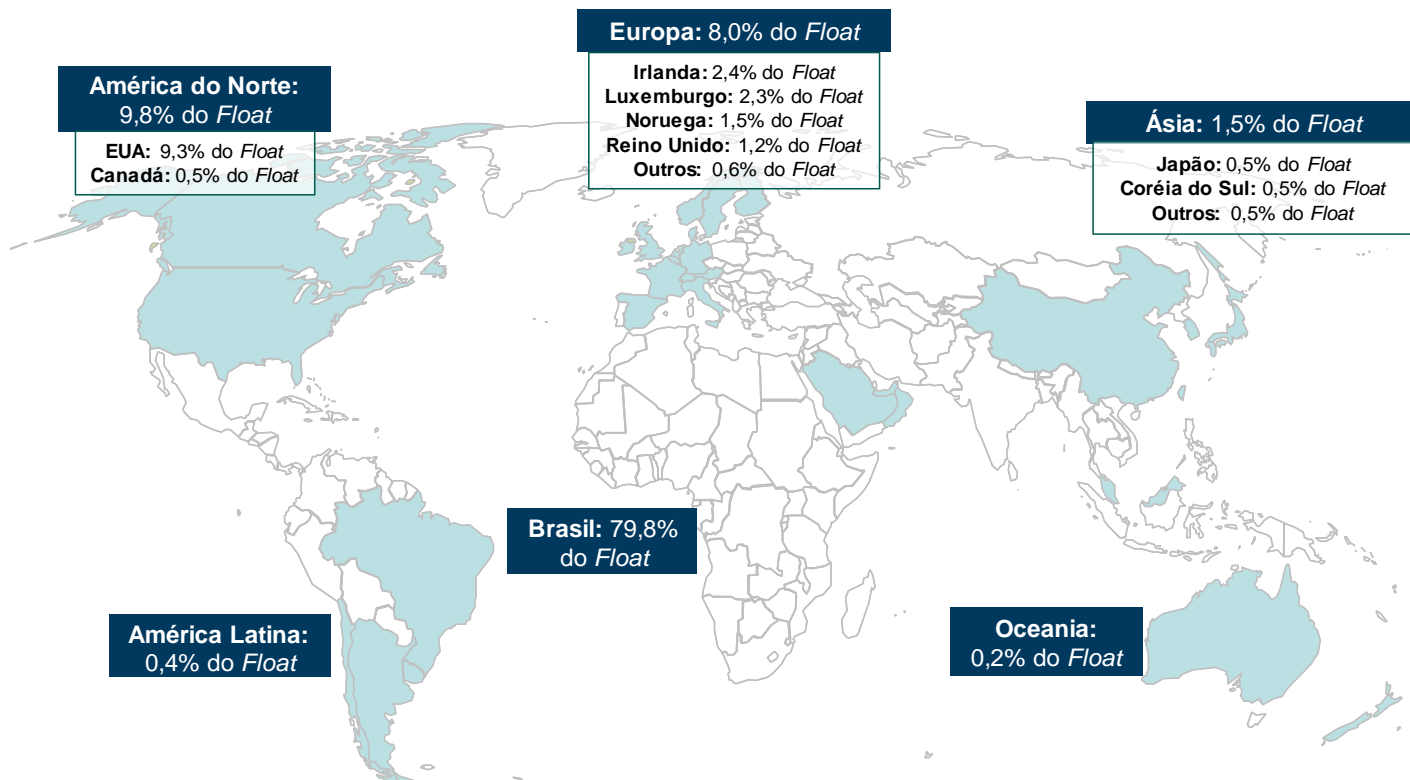 Europa: 8,0% do Float
Irlanda: 2,4% do Float
Luxemburgo: 2,3% do Float
Noruega: 1,5% do Float
Reino Unido: 1,2% do Float
Outros: 0,6% do Float
América do Norte:
9,8% do Float
EUA: 9,3% do Float
Canadá: 0,5% do Float
Ásia: 1,5% do Float
Japão: 0,5% do Float
Coréia do Sul: 0,5% do Float
Outros: 0,5% do Float
Brasil: 79,8%
do Float
América Latina:
0,4% do Float
Oceania:
0,2% do Float